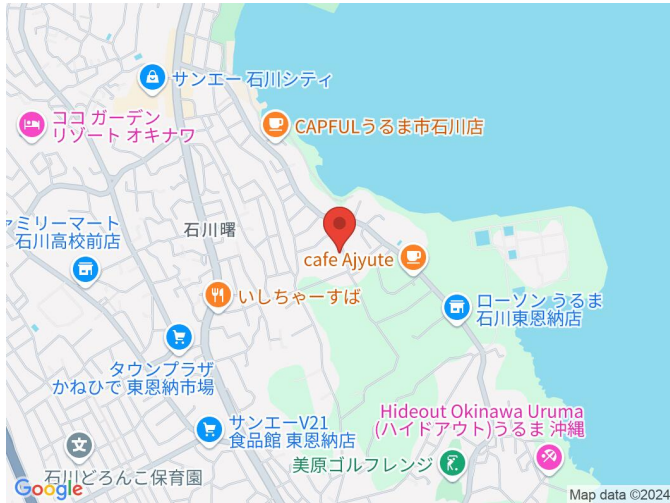 サンエー 石川シティ
ココ ガーデン
リゾート オキナワ
CAPFULうるま市石川店
ァミリーマート
石川高校前店
石川曙
cafe Ajyute
いしちゃーすば
ローソン うるま
石川東恩納店
タウンプラザ
かねひで 東恩納市場
サンエーV21
食品館 東恩納店
Hideout Okinawa Uruma
(ハイドアウト)うるま 沖縄
石川どろんこ保育園
美原ゴルフレンジ
Google
Map data ©2024